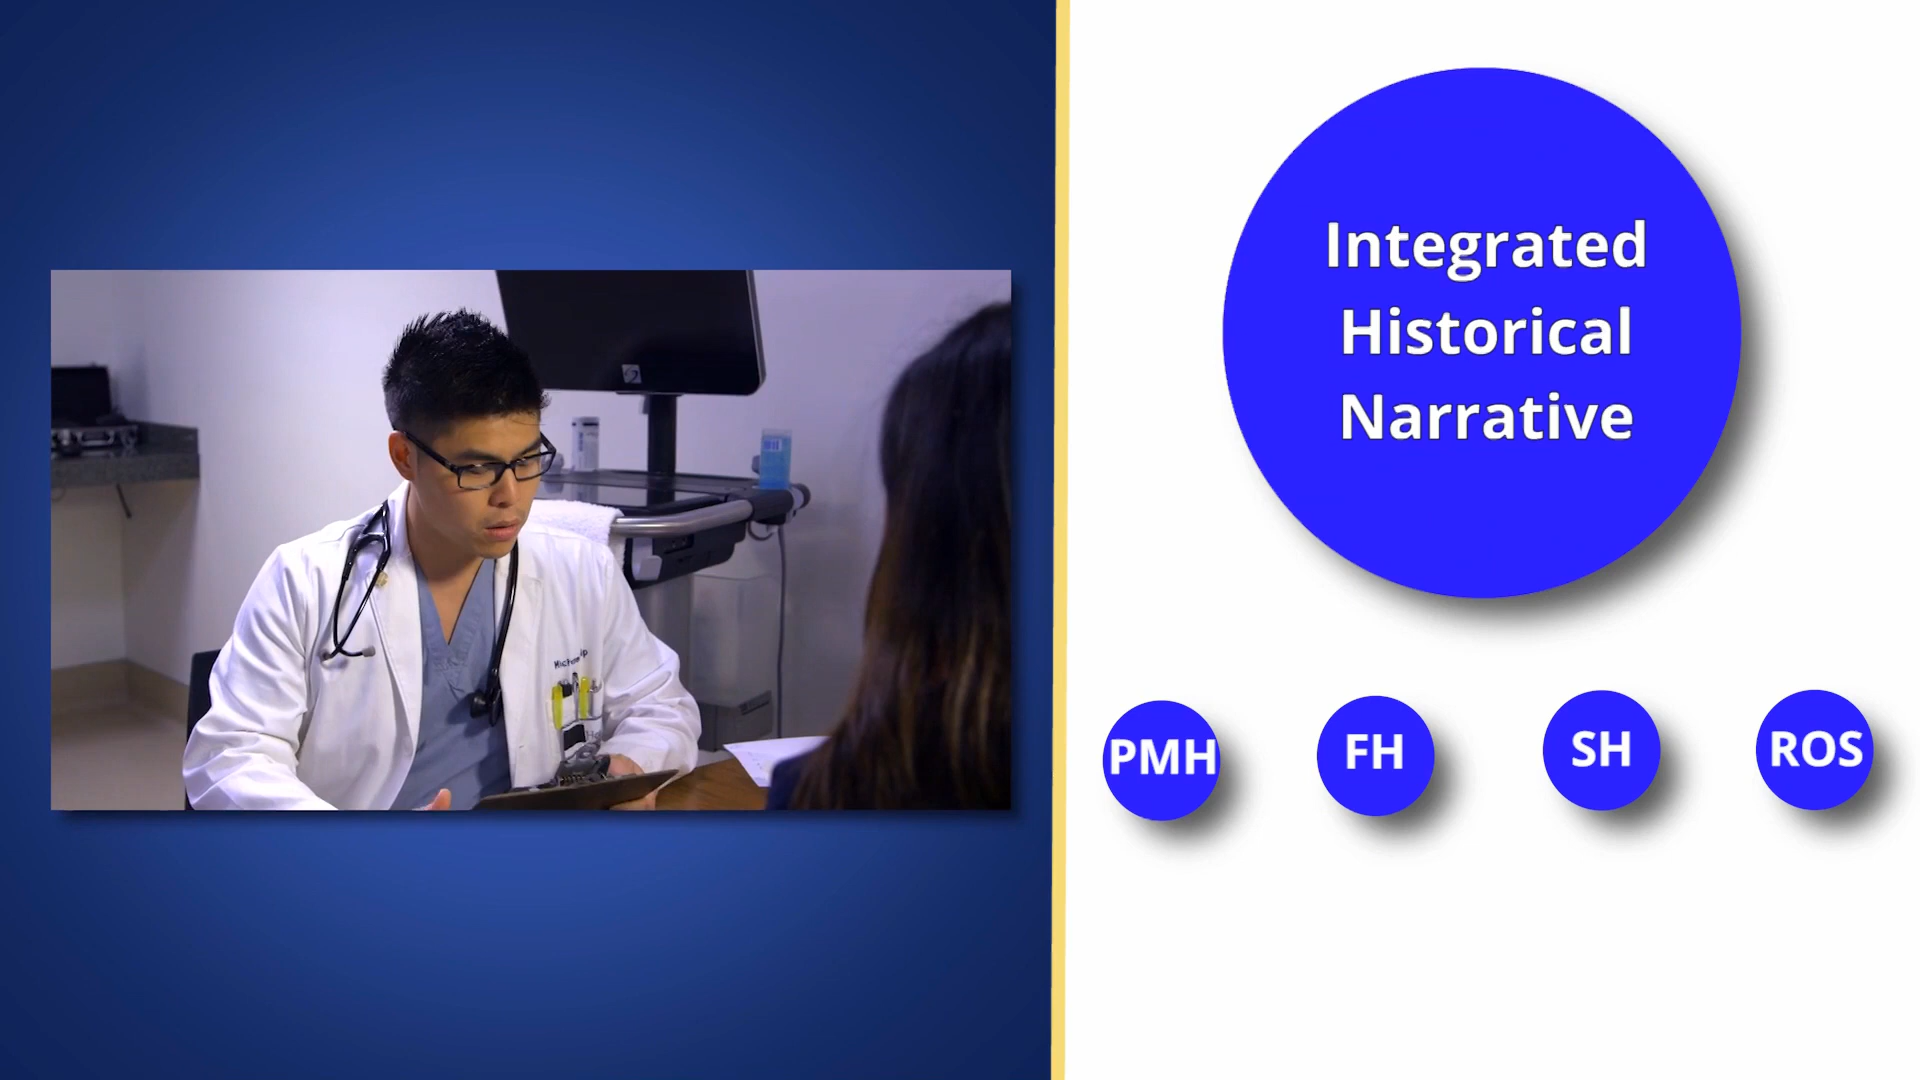 Integrated
Historical
Narrative
PMH
FH
SH
ROS